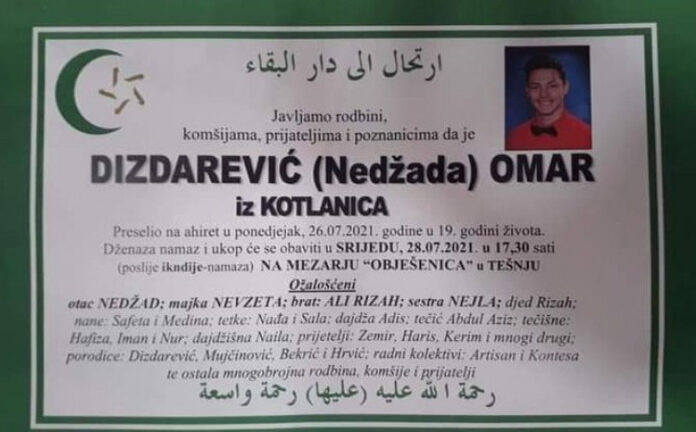 ارتحال الى دار البقاء
Javljamo rodbini,
komšijama, prijateljima i poznanicima da je
DIZDAREVIĆ (Nedžada) OMAR
iz KOTLANICA
Preselio na ahiret u ponedjejak, 26.07.2021. godine u 19. godini života.
Dženaza namaz i ukop će se obaviti u SRIJEDU, 28.07.2021. u 17,30 sati
(poslije ikndije-namaza) NA MEZARJU “OBJEŠENICA” u TEŠNJU
Ožalošćeni
otac NEDŽAD; majka NEVZETA; brat: ALI RIZAH; sestra NEJLA; djed Rizah;
nane: Safeta i Medina; tetke: Nađa i Sala; dajdža Adis; tečić Abdul Aziz; tečišne:
Hafiza, Iman i Nur; dajdžišna Naila; prijetelji: Zemir, Haris, Kerim i mnogi drugi;
porodice: Dizdarević, Mujčinović, Bekrić i Hrvić; radni kolektivi: Artisan i Kontesa
te ostala mnogobrojna rodbina, komšije i prijatelji
رحمة الله عليه (عليها) رحمة واسعة